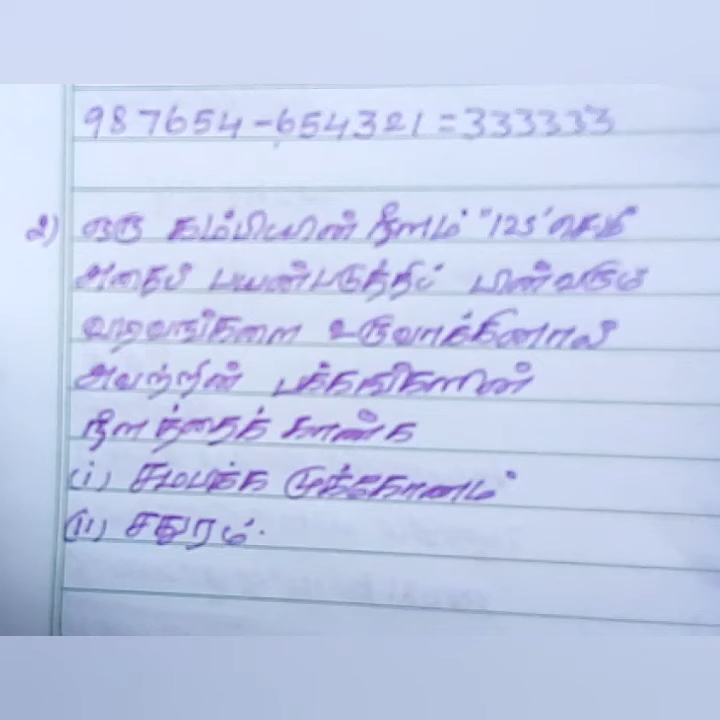 987654-654321=333333
2) ஒரு கம்பியின் நீளம் "125" செ.மீ
அதைப் பயன்படுத்திப் பின்வரும்
வடிவங்களை உருவாக்கினால்
அவற்றின் பக்கங்களின்
நீளத்தைக் காண்க
(i) சமபக்க முக்கோணம்
(ii) சதுரம்.